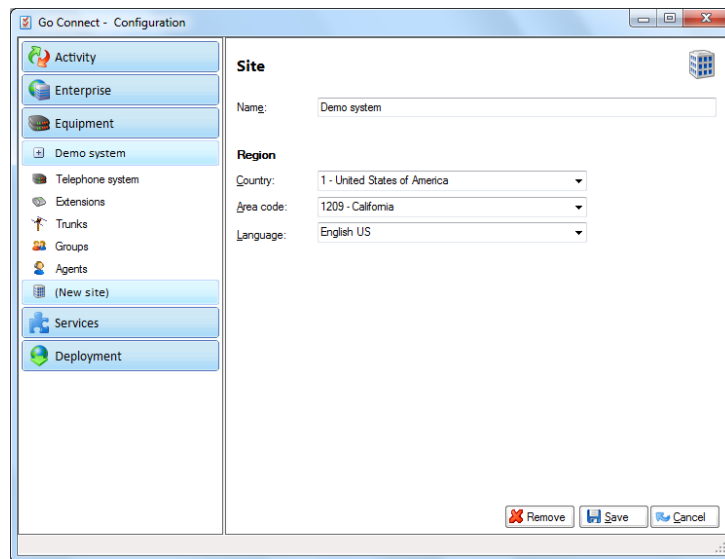 Go Connect - Configuration
Activity
Enterprise
Equipment
Demo system
Telephone system
Extensions
Trunks
Groups
Agents
(New site)
Services
Deployment
Site
Name: Demo system
Region
Country: 1 - United States of America
Area code: 1209 - California
Language: English US
Remove Save Cancel